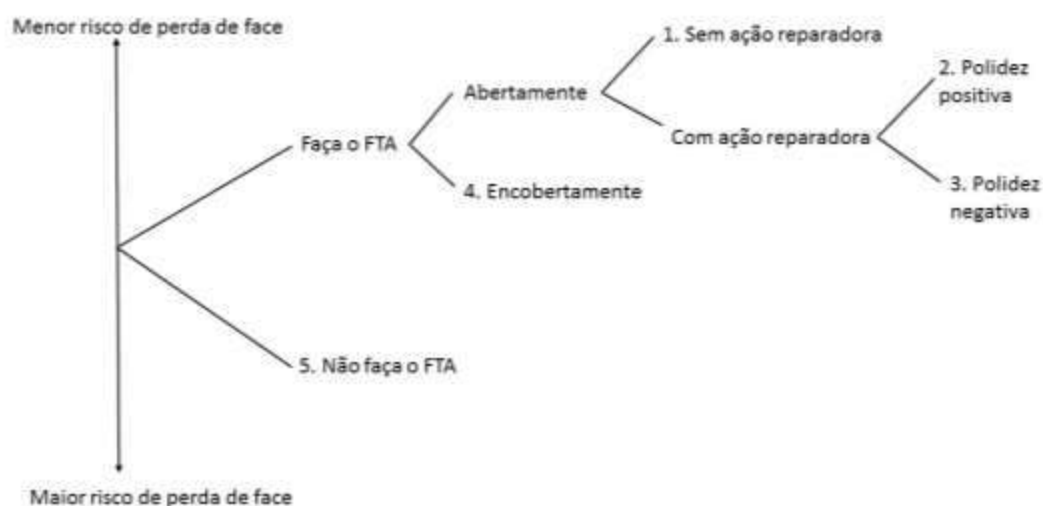 Menor risco de perda de face
1. Sem ação reparadora
Abertamente
2. Polidez
positiva
Faça o FTA
Com ação reparadora
4. Encobertamente
3. Polidez
negativa
5. Não faça o FTA
Maior risco de perda de face